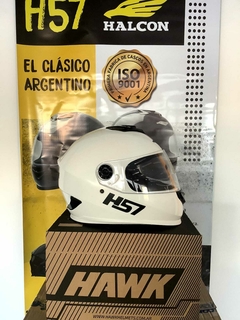 H57
HALCON
EL CLÁSICO
ARGENTINO
ISO
9001
H57
HAWK